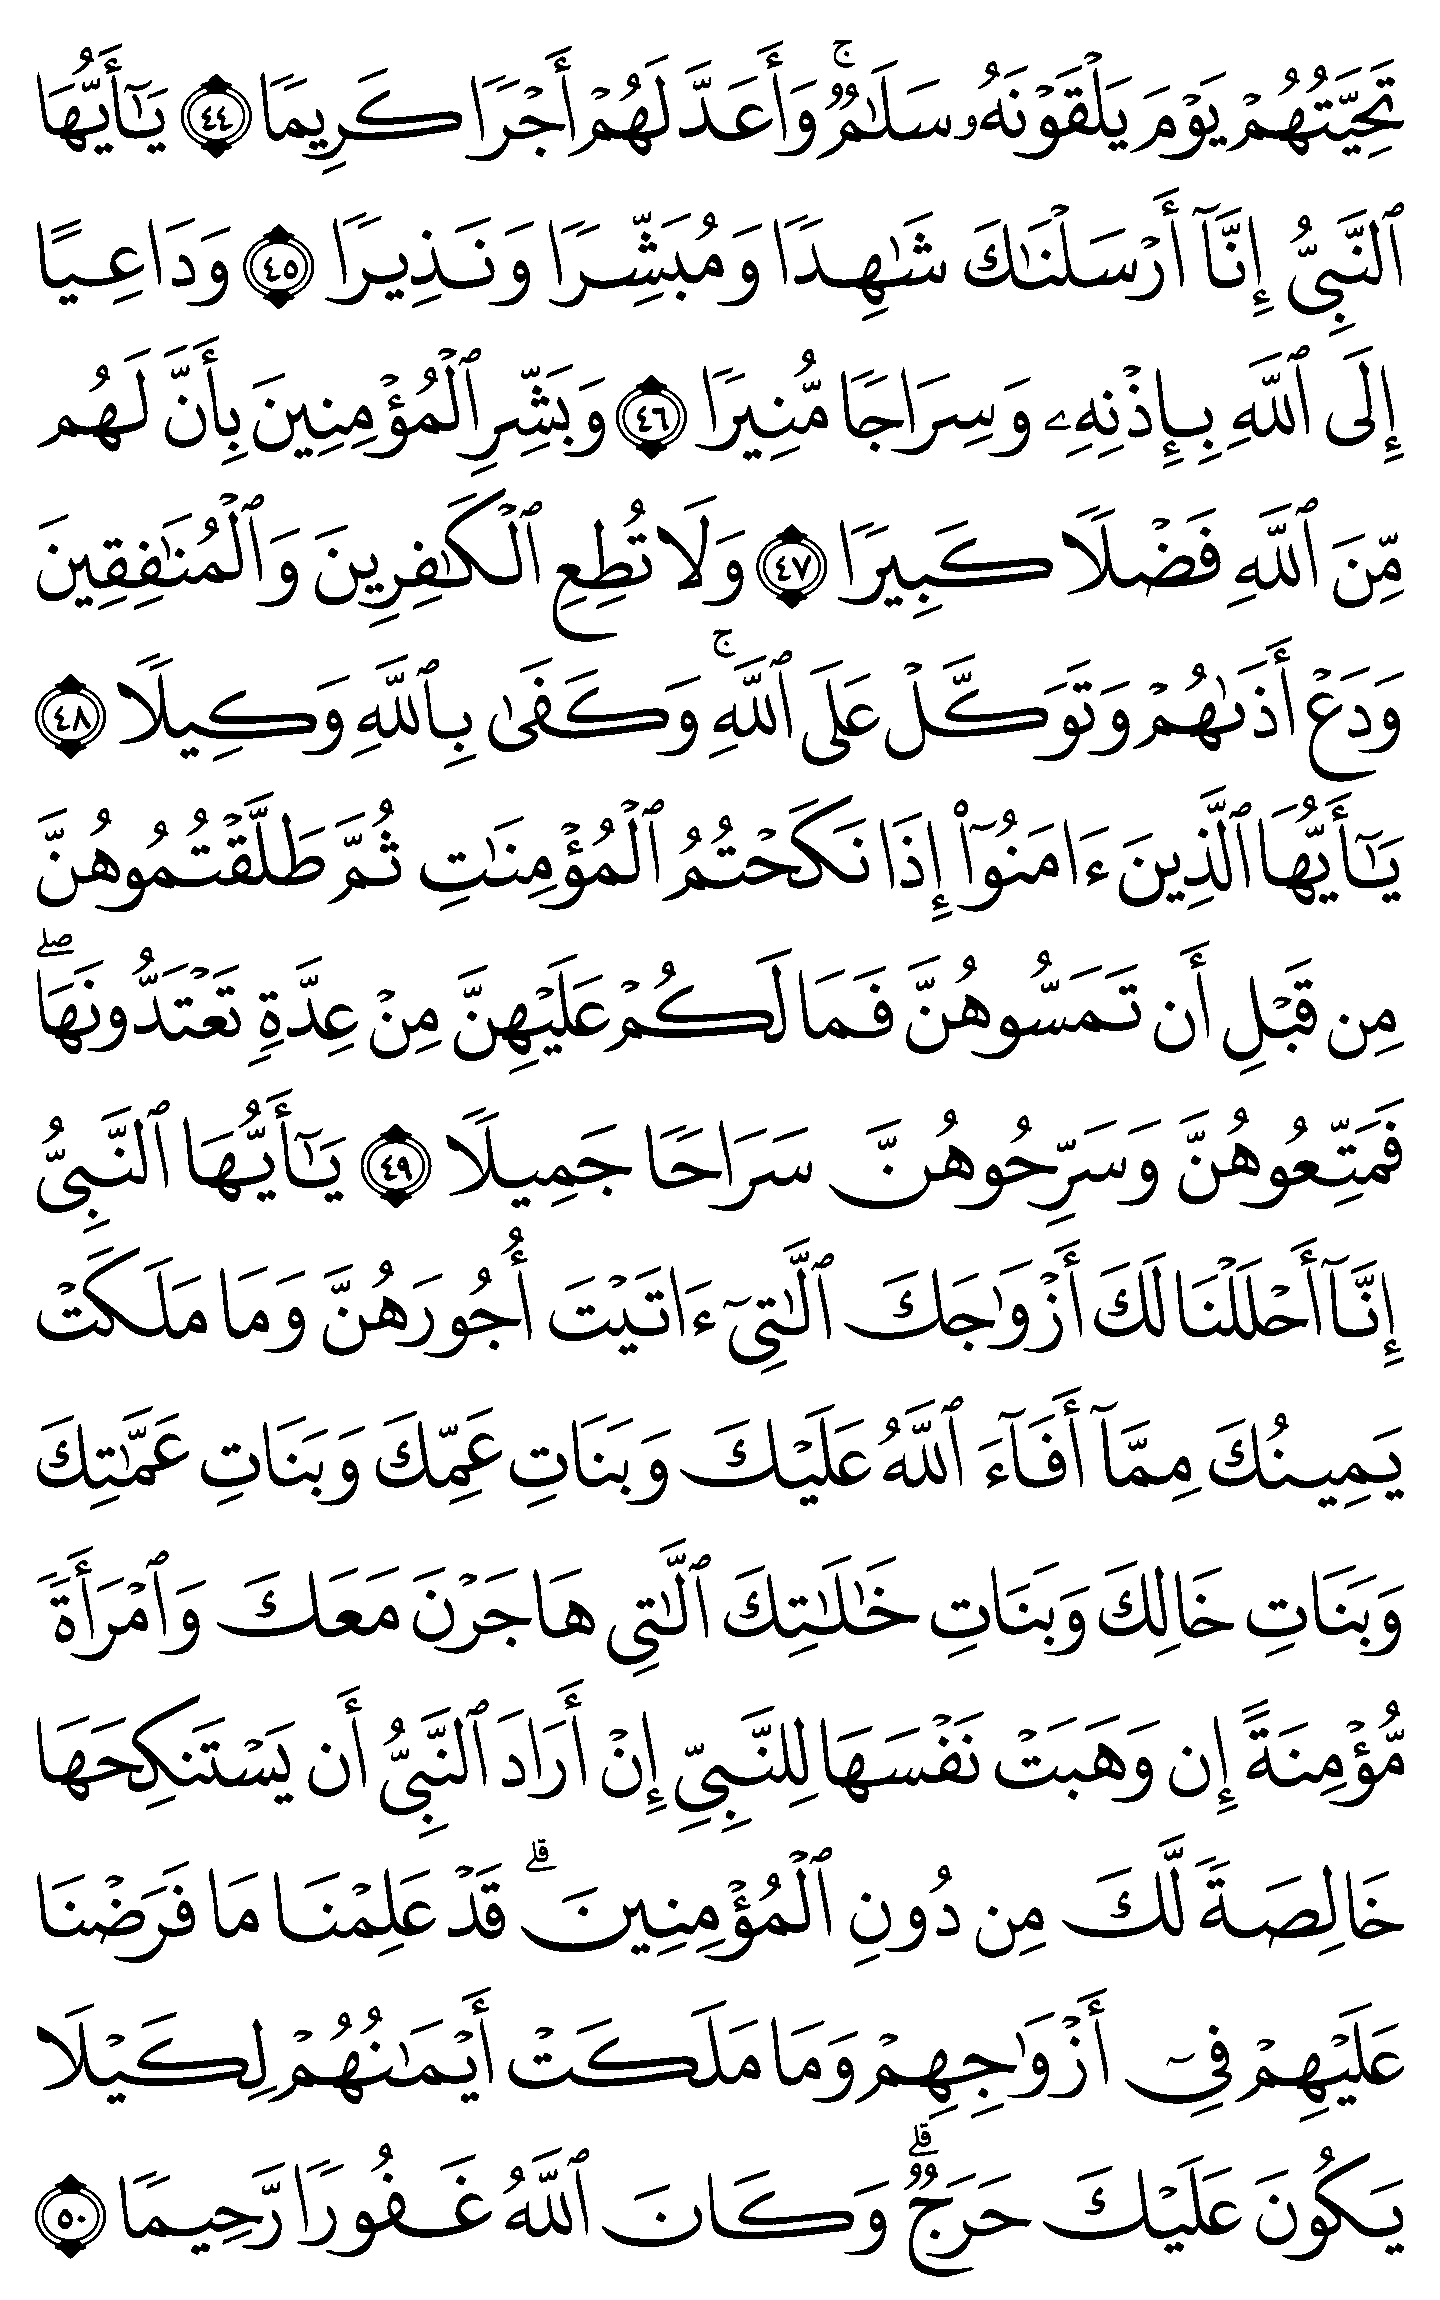 تَحِيَّتُهُمۡ يَوۡمَ يَلۡقَوۡنَهُۥ سَلَٰمٞۚ وَأَعَدَّ لَهُمۡ أَجۡرٗا كَرِيمٗا ٤٤ يَٰٓأَيُّهَا
ٱلنَّبِيُّ إِنَّآ أَرۡسَلۡنَٰكَ شَٰهِدٗا وَمُبَشِّرٗا وَنَذِيرٗا ٤٥ وَدَاعِيًا
إِلَى ٱللَّهِ بِإِذۡنِهِۦ وَسِرَاجٗا مُّنِيرٗا ٤٦ وَبَشِّرِ ٱلۡمُؤۡمِنِينَ بِأَنَّ لَهُم
مِّنَ ٱللَّهِ فَضۡلٗا كَبِيرٗا ٤٧ وَلَا تُطِعِ ٱلۡكَٰفِرِينَ وَٱلۡمُنَٰفِقِينَ
وَدَعۡ أَذَىٰهُمۡ وَتَوَكَّلۡ عَلَى ٱللَّهِۚ وَكَفَىٰ بِٱللَّهِ وَكِيلٗا ٤٨
يَٰٓأَيُّهَا ٱلَّذِينَ ءَامَنُوٓاْ إِذَا نَكَحۡتُمُ ٱلۡمُؤۡمِنَٰتِ ثُمَّ طَلَّقۡتُمُوهُنَّ
مِن قَبۡلِ أَن تَمَسُّوهُنَّ فَمَا لَكُمۡ عَلَيۡهِنَّ مِنۡ عِدَّةٖ تَعۡتَدُّونَهَاۖ
فَمَتِّعُوهُنَّ وَسَرِّحُوهُنَّ سَرَاحٗا جَمِيلٗا ٤٩ يَٰٓأَيُّهَا ٱلنَّبِيُّ
إِنَّآ أَحۡلَلۡنَا لَكَ أَزۡوَٰجَكَ ٱلَّٰتِيٓ ءَاتَيۡتَ أُجُورَهُنَّ وَمَا مَلَكَتۡ
يَمِينُكَ مِمَّآ أَفَآءَ ٱللَّهُ عَلَيۡكَ وَبَنَاتِ عَمِّكَ وَبَنَاتِ عَمَّٰتِكَ
وَبَنَاتِ خَالِكَ وَبَنَاتِ خَٰلَٰتِكَ ٱلَّٰتِي هَاجَرۡنَ مَعَكَ وَٱمۡرَأَةٗ
مُّؤۡمِنَةً إِن وَهَبَتۡ نَفۡسَهَا لِلنَّبِيِّ إِنۡ أَرَادَ ٱلنَّبِيُّ أَن يَسۡتَنكِحَهَا
خَالِصَةٗ لَّكَ مِن دُونِ ٱلۡمُؤۡمِنِينَۗ قَدۡ عَلِمۡنَا مَا فَرَضۡنَا
عَلَيۡهِمۡ فِيٓ أَزۡوَٰجِهِمۡ وَمَا مَلَكَتۡ أَيۡمَٰنُهُمۡ لِكَيۡلَا
يَكُونَ عَلَيۡكَ حَرَجٞۗ وَكَانَ ٱللَّهُ غَفُورٗا رَّحِيمٗا ٥٠